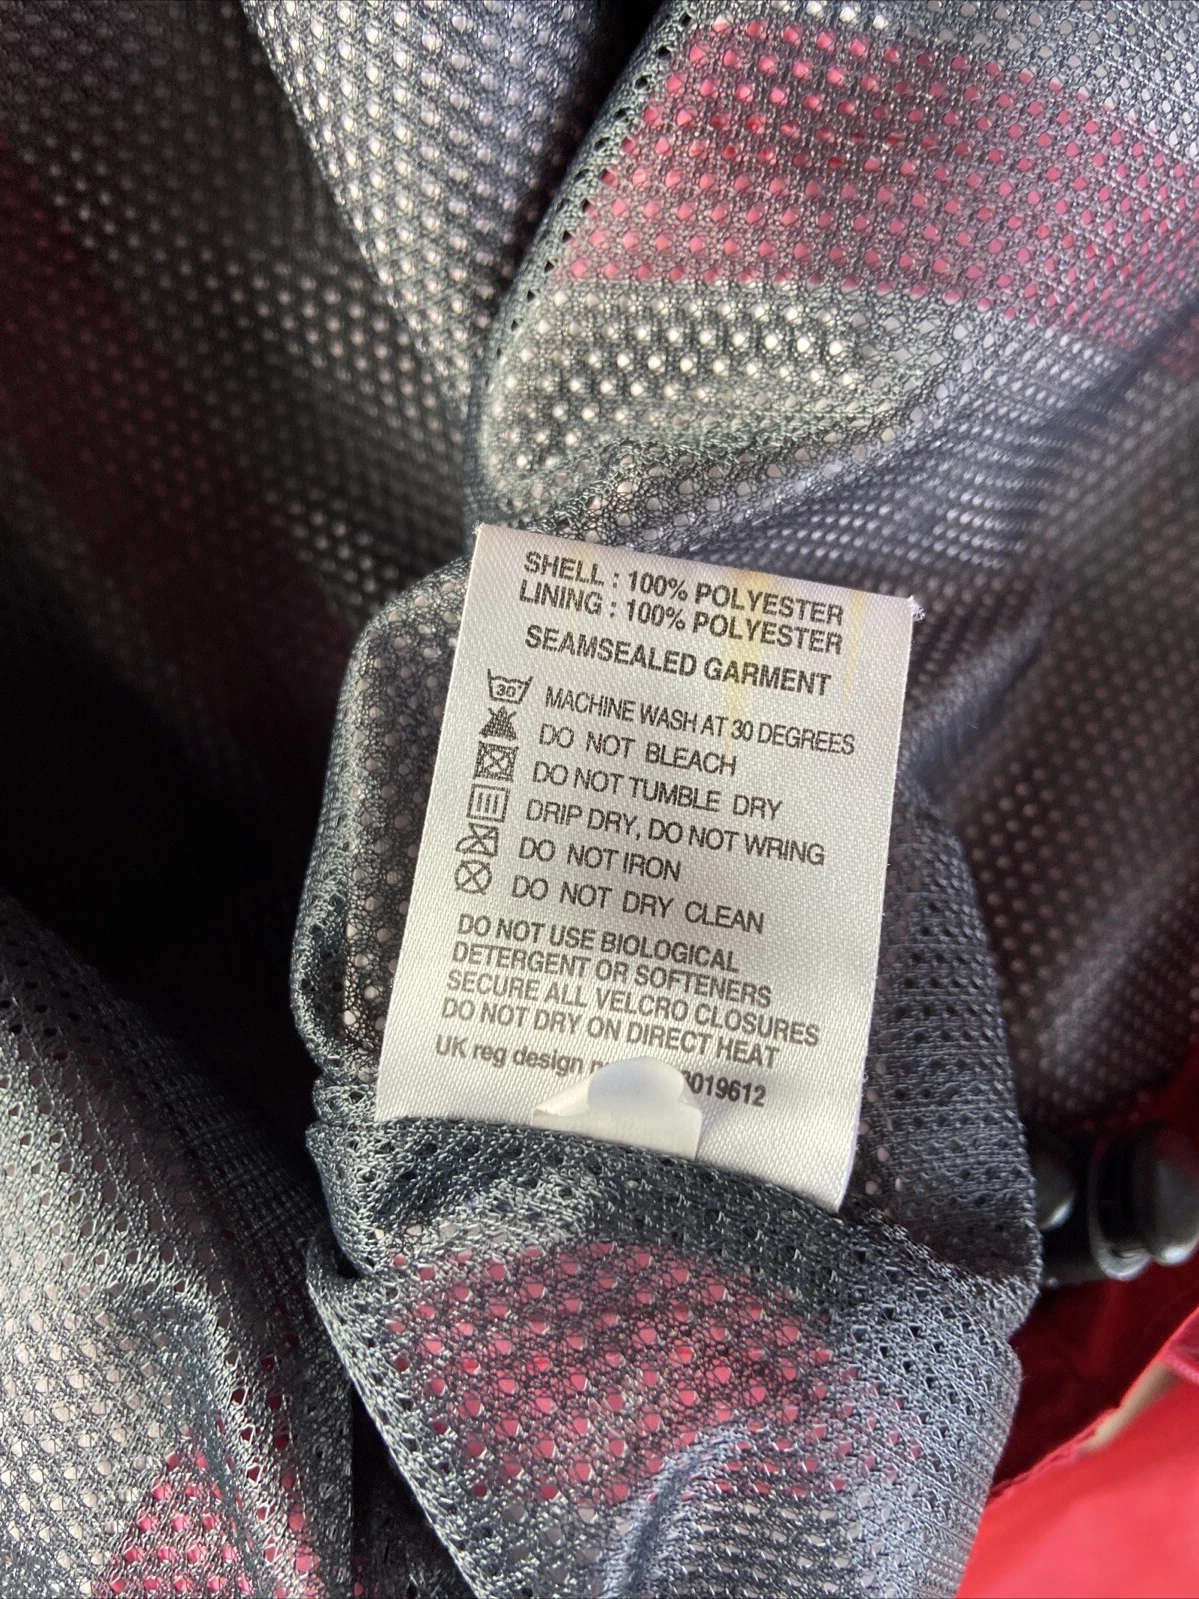 SHELL : 100% POLYESTER
LINING : 100% POLYESTER
SEAMSEALED GARMENT
30° MACHINE WASH AT 30 DEGREES
DO NOT BLEACH
DO NOT TUMBLE DRY
DRIP DRY, DO NOT WRING
DO NOT IRON
DO NOT DRY CLEAN
DO NOT USE BIOLOGICAL
DETERGENT OR SOFTENERS
SECURE ALL VELCRO CLOSURES
DO NOT DRY ON DIRECT HEAT
UK reg design 3019612